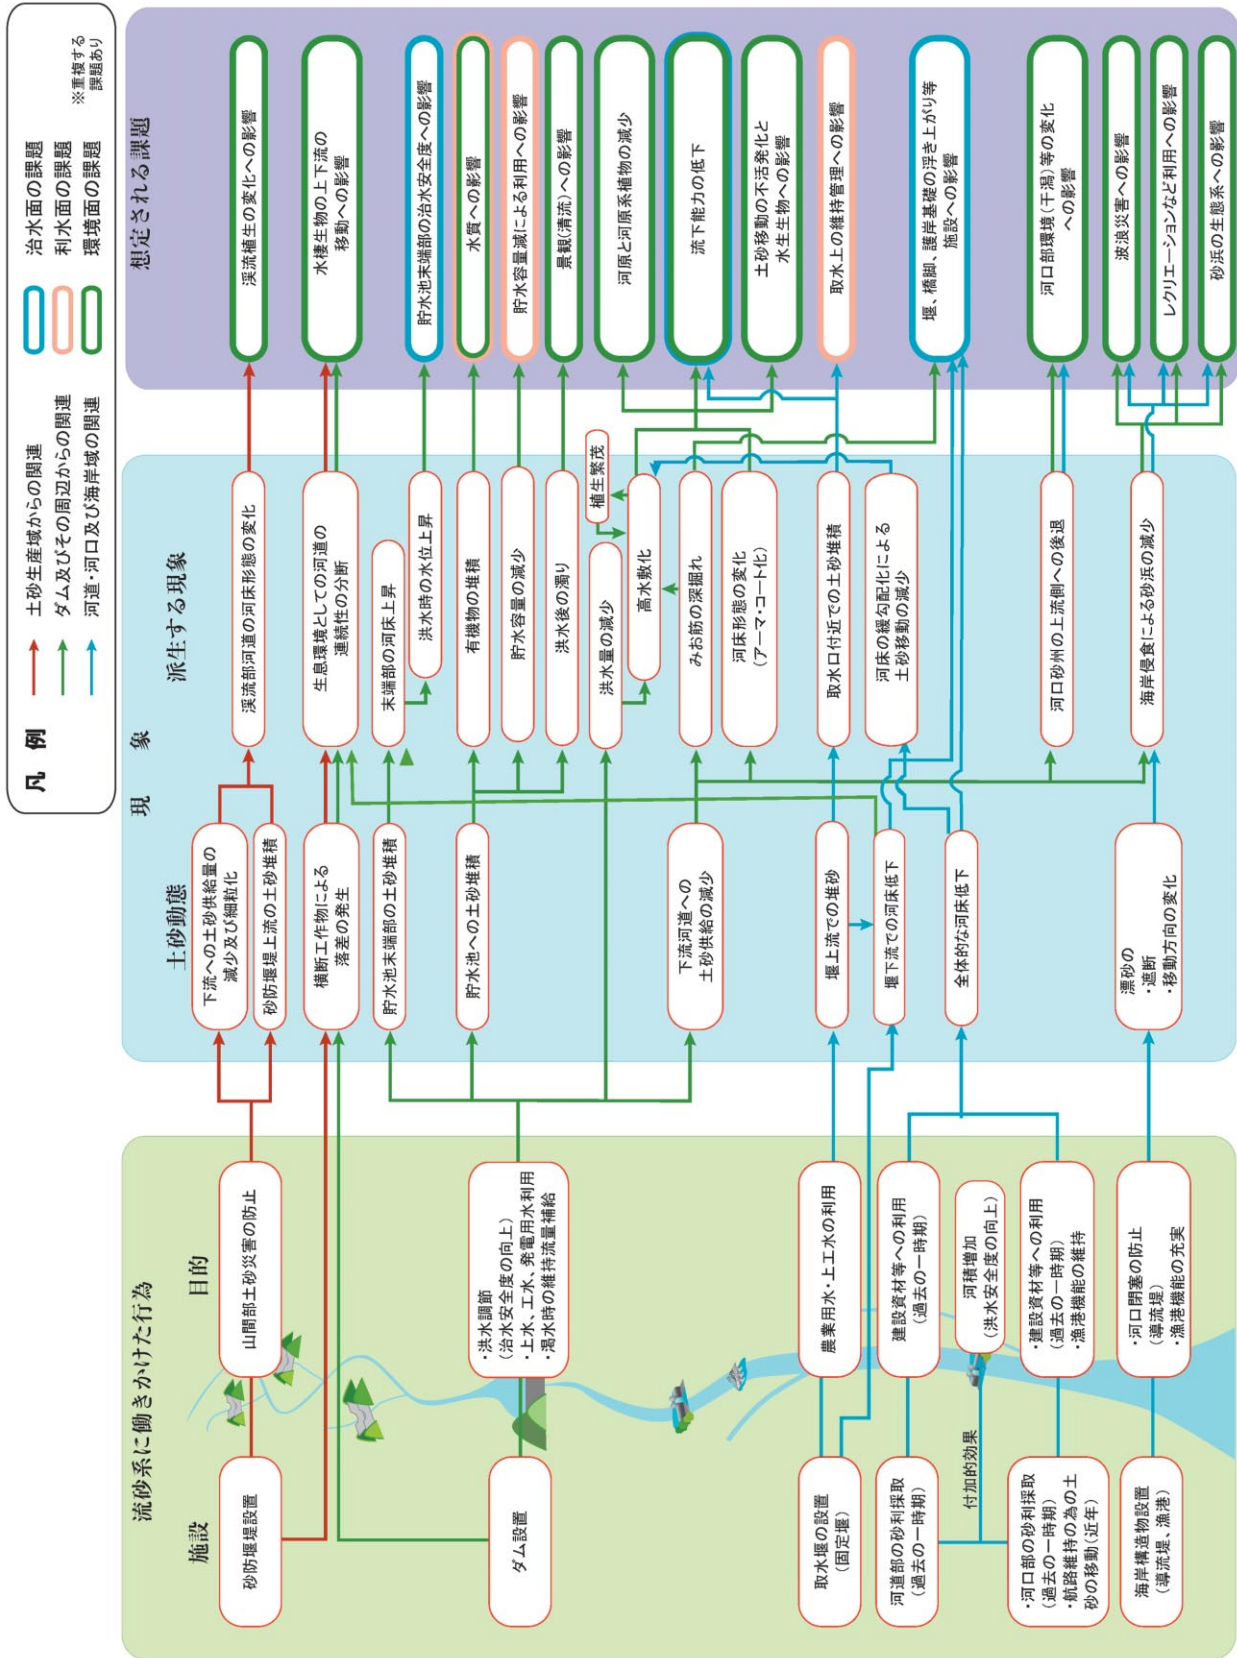 凡 例
土砂生産域からの関連
ダム及びその周辺からの関連
河道・河口及び海岸域の関連
治水面の課題
利水面の課題
環境面の課題
※重複する
課題あり
流砂系に働きかけた行為
施設
目的
現
象
土砂動態
派生する現象
想定される課題
砂防堰堤設置
ダム設置
取水堰の設置
(固定堰)
河道部の砂利採取
(過去の一時期)
付加的効果
・河口部の砂利採取
(過去の一時期)
・航路維持の為の土
砂の移動(近年)
海岸構造物設置
(導流堤、漁港)
山間部土砂災害の防止
・洪水調節
(治水安全度の向上)
・上水、工水、発電用水利用
・渇水時の維持流量補給
農業用水・上工水の利用
建設資材等への利用
(過去の一時期)
河積増加
(洪水安全度の向上)
・建設資材等への利用
(過去の一時期)
・漁港機能の維持
・河口閉塞の防止
(導流堤)
・漁港機能の充実
下流への土砂供給量の
減少及び細粒化
砂防堰堤上流の土砂堆積
横断工作物による
落差の発生
貯水池末端部の土砂堆積
貯水池への土砂堆積
下流河道への
土砂供給の減少
堰上流での堆砂
堰下流での河床低下
全体的な河床低下
漂砂の
・遮断
・移動方向の変化
渓流部河道の河床形態の変化
生息環境としての河道の
連続性の分断
末端部の河床上昇
洪水時の水位上昇
有機物の堆積
貯水容量の減少
洪水後の濁り
洪水量の減少
植生繁茂
高水敷化
みお筋の深掘れ
河床形態の変化
(アーマ・コート化)
取水口付近での土砂堆積
河床の緩勾配化による
土砂移動の減少
河口砂州の上流側への後退
海岸侵食による砂浜の減少
渓流植生の変化への影響
水棲生物の上下流の
移動への影響
貯水池末端部の治水安全度への影響
水質への影響
貯水容量減による利用への影響
景観(清流)への影響
河原と河原系植物の減少
流下能力の低下
土砂移動の不活発化と
水生生物への影響
取水上の維持管理への影響
堰、橋脚、護岸基礎の浮き上がり等
施設への影響
河口部環境(干潟)等の変化
への影響
波浪災害への影響
レクリエーションなど利用への影響
砂浜の生態系への影響